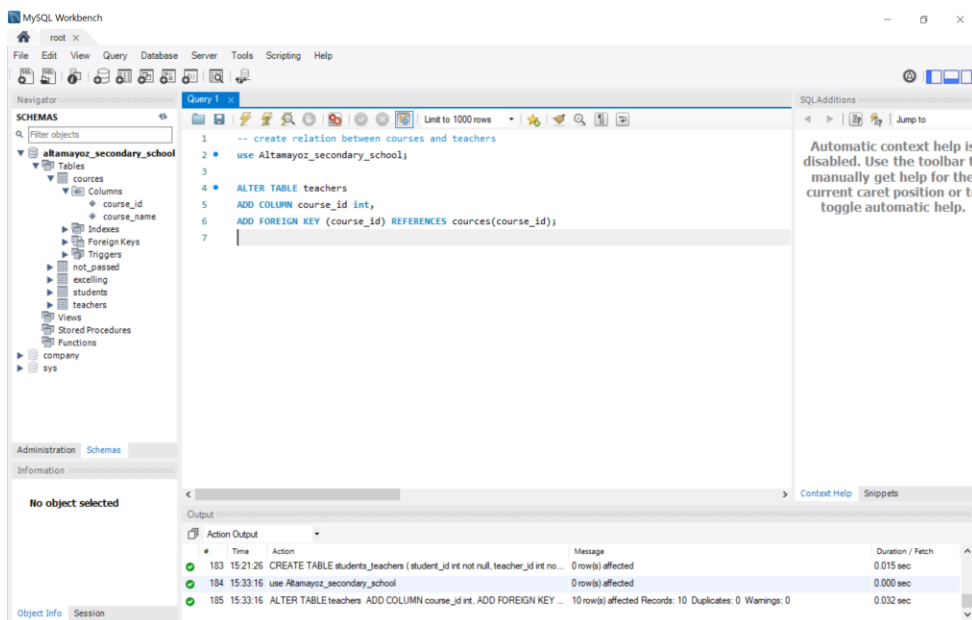 MySQL Workbench
root
File Edit View Query Database Server Tools Scripting Help
Navigator
SCHEMAS
Filter objects
altamayoz_secondary_school
Tables
cources
Columns
course_id
course_name
Indexes
Foreign Keys
Triggers
not_passed
excelling
students
teachers
Views
Stored Procedures
Functions
company
sys
Administration Schemas
Information
No object selected
Object Info Session
Query 1
Limit to 1000 rows
1 -- create relation between courses and teachers
2 use Altamayoz_secondary_school;
3
4 ALTER TABLE teachers
5 ADD COLUMN course_id int,
6 ADD FOREIGN KEY (course_id) REFERENCES cources(course_id);
7
SQLAdditions
Jump to
Automatic context help is
disabled. Use the toolbar t
manually get help for the
current caret position or t
toggle automatic help.
Context Help Snippets
Output
Action Output
# Time Action Message Duration / Fetch
183 15:21:26 CREATE TABLE students_teachers ( student_id int not null, teacher_id int no... 0 row(s) affected 0.015 sec
184 15:33:16 use Altamayoz_secondary_school 0 row(s) affected 0.000 sec
185 15:33:16 ALTER TABLE teachers ADD COLUMN course_id int, ADD FOREIGN KEY ... 10 row(s) affected Records: 10 Duplicates: 0 Warnings: 0 0.032 sec